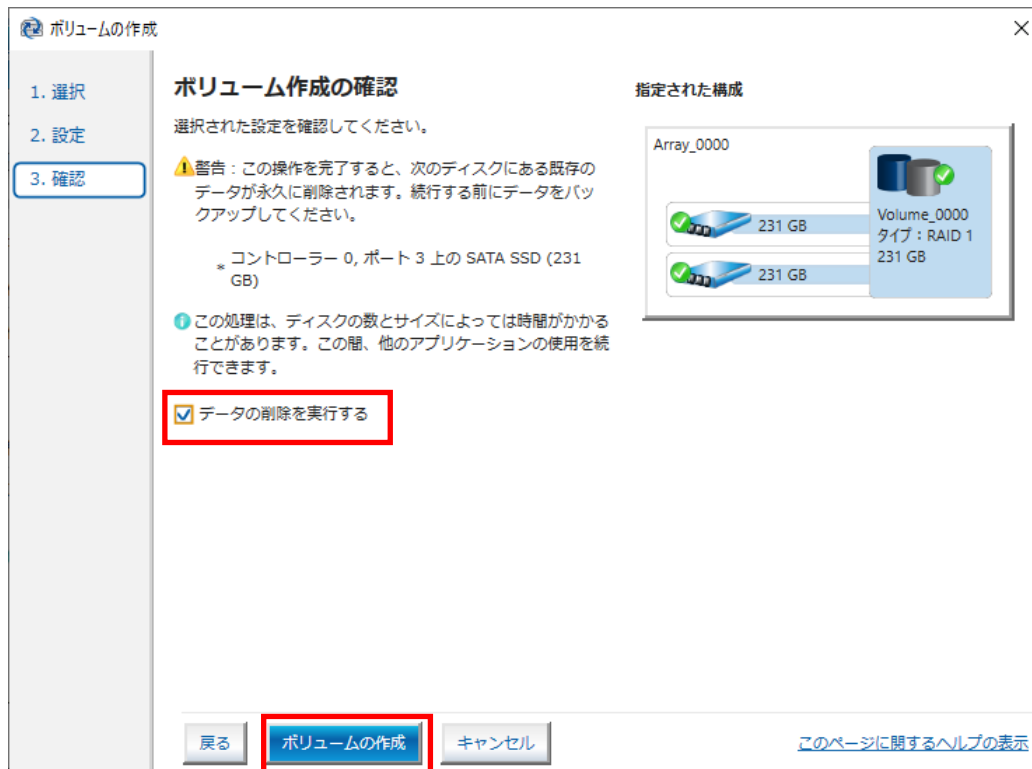 ボリュームの作成
1. 選択
2. 設定
3. 確認
ボリューム作成の確認
選択された設定を確認してください。
警告：この操作を完了すると、次のディスクにある既存の
データが永久に削除されます。続行する前にデータをバッ
クアップしてください。
* コントローラー 0, ポート 3 上の SATA SSD (231
GB)
この処理は、ディスクの数とサイズによっては時間がかかる
ことがあります。この間、他のアプリケーションの使用を続
行できます。
データの削除を実行する
指定された構成
Array_0000
231 GB
231 GB
Volume_0000
タイプ：RAID 1
231 GB
戻る
ボリュームの作成
キャンセル
このページに関するヘルプの表示